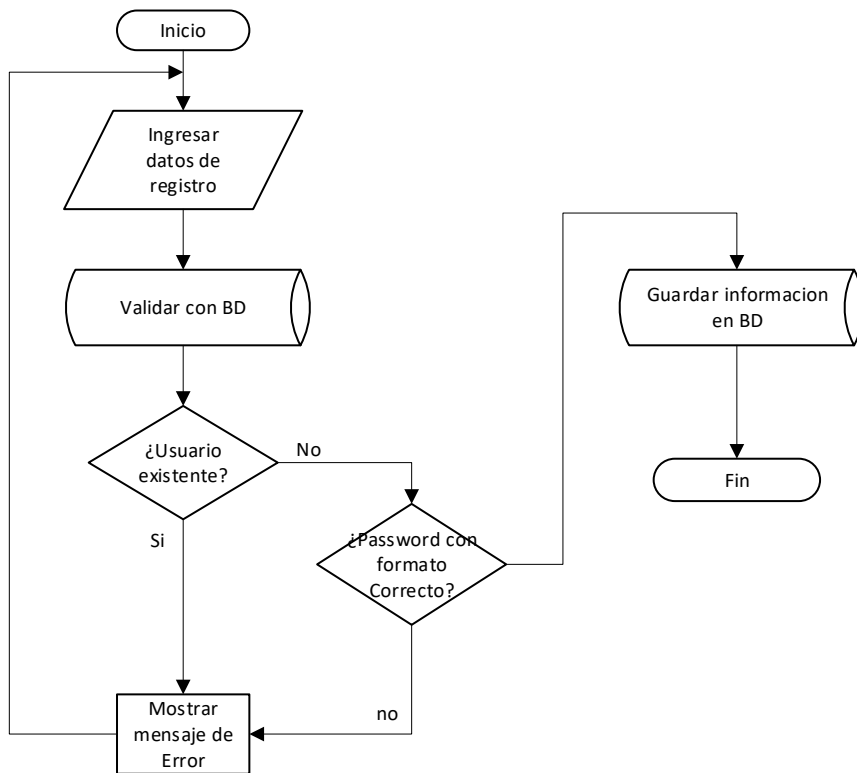 Inicio
Ingresar
datos de
registro
Validar con BD
¿Usuario
existente?
No
Si
¿Password con
formato
Correcto?
no
Mostrar
mensaje de
Error
Guardar informacion
en BD
Fin